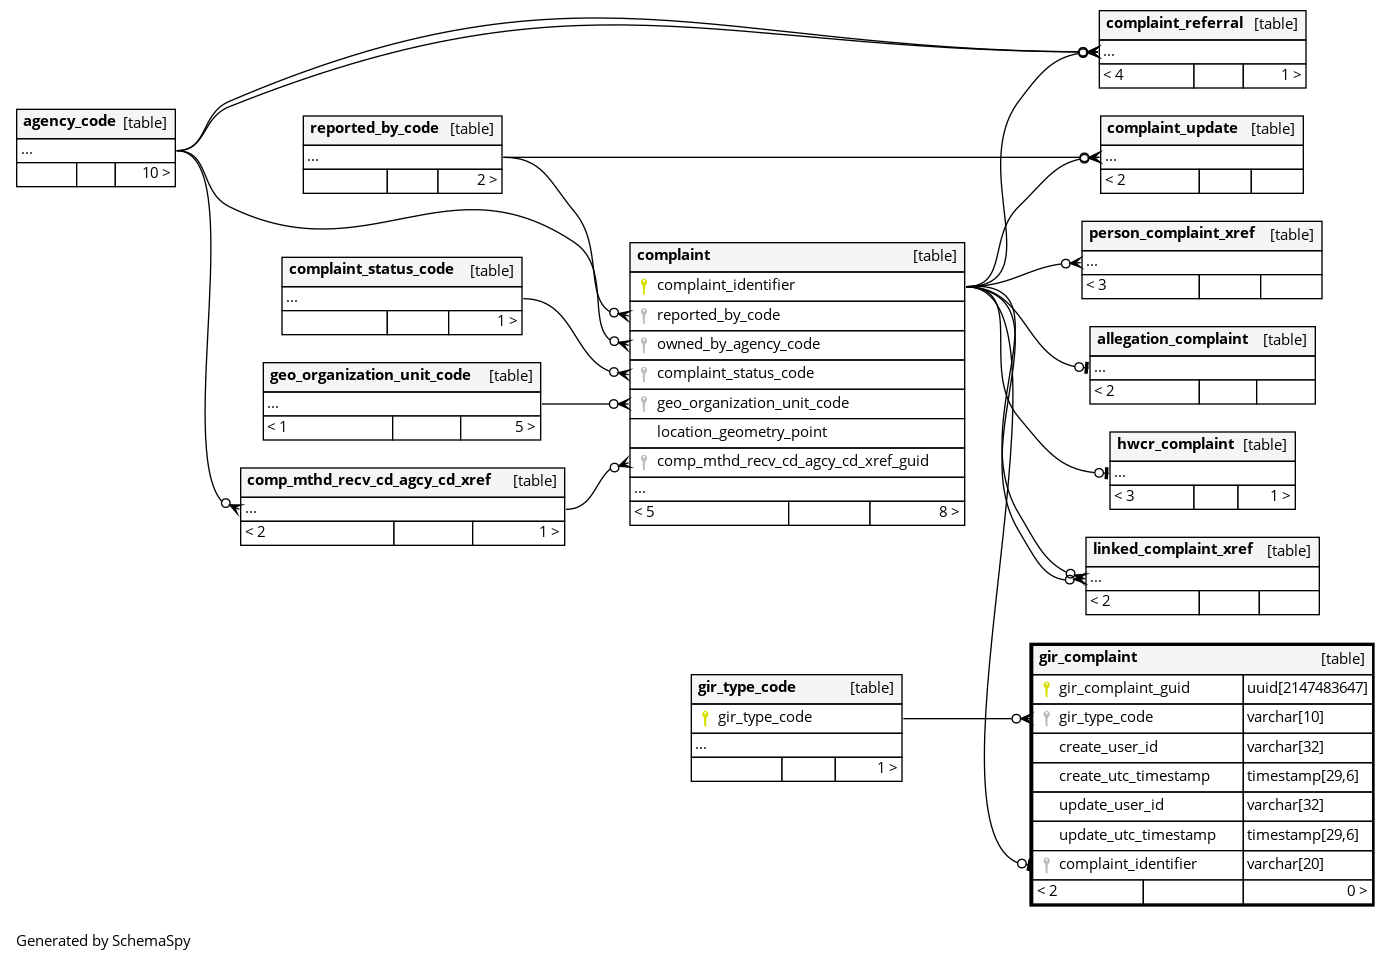 complaint_referral [table]
...
< 4 1 >
agency_code [table]
...
10 >
reported_by_code [table]
...
2 >
complaint_update [table]
...
< 2
person_complaint_xref [table]
...
< 3
complaint [table]
complaint_identifier
reported_by_code
owned_by_agency_code
complaint_status_code
geo_organization_unit_code
location_geometry_point
comp_mthd_recv_cd_agcy_cd_xref_guid
...
< 5 8 >
complaint_status_code [table]
...
1 >
allegation_complaint [table]
...
< 2
geo_organization_unit_code [table]
...
< 1 5 >
hwcr_complaint [table]
...
< 3 1 >
comp_mthd_recv_cd_agcy_cd_xref [table]
...
< 2 1 >
linked_complaint_xref [table]
...
< 2
gir_complaint [table]
gir_complaint_guid uuid[2147483647]
gir_type_code varchar[10]
create_user_id varchar[32]
create_utc_timestamp timestamp[29,6]
update_user_id varchar[32]
update_utc_timestamp timestamp[29,6]
complaint_identifier varchar[20]
< 2 0 >
gir_type_code [table]
gir_type_code
...
1 >
Generated by SchemaSpy